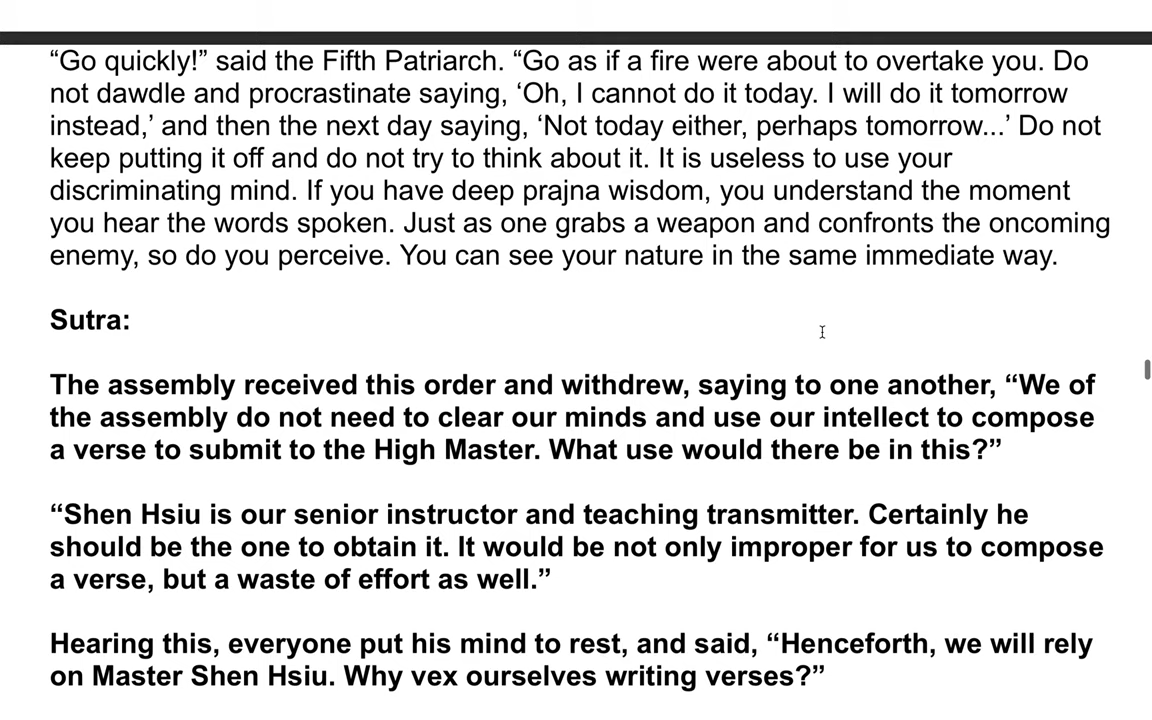 “Go quickly!” said the Fifth Patriarch. “Go as if a fire were about to overtake you. Do
not dawdle and procrastinate saying, ‘Oh, I cannot do it today. I will do it tomorrow
instead,’ and then the next day saying, ‘Not today either, perhaps tomorrow...’ Do not
keep putting it off and do not try to think about it. It is useless to use your
discriminating mind. If you have deep prajna wisdom, you understand the moment
you hear the words spoken. Just as one grabs a weapon and confronts the oncoming
enemy, so do you perceive. You can see your nature in the same immediate way.
Sutra:
The assembly received this order and withdrew, saying to one another, “We of
the assembly do not need to clear our minds and use our intellect to compose
a verse to submit to the High Master. What use would there be in this?”
“Shen Hsiu is our senior instructor and teaching transmitter. Certainly he
should be the one to obtain it. It would be not only improper for us to compose
a verse, but a waste of effort as well.”
Hearing this, everyone put his mind to rest, and said, “Henceforth, we will rely
on Master Shen Hsiu. Why vex ourselves writing verses?”